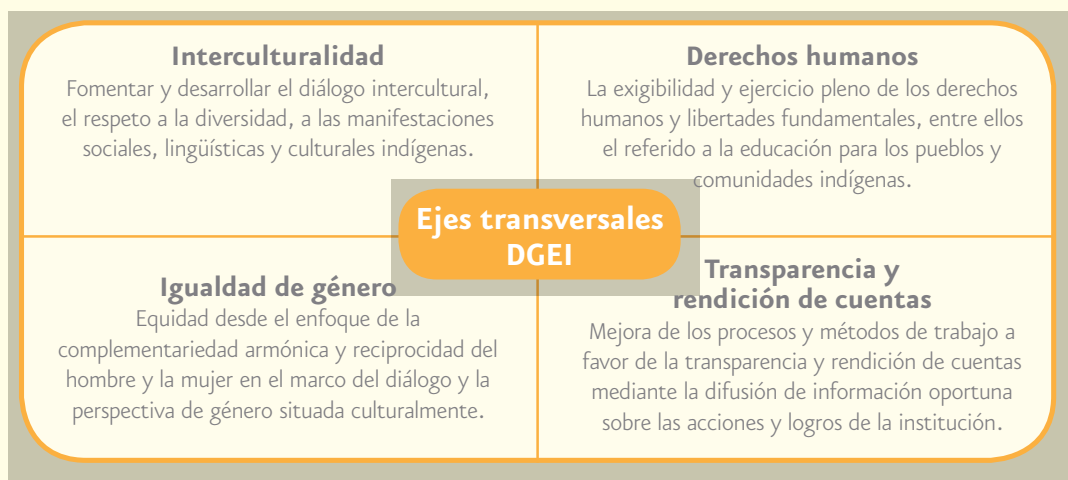 Interculturalidad
Fomentar y desarrollar el diálogo intercultural,
el respeto a la diversidad, a las manifestaciones
sociales, lingüísticas y culturales indígenas.
Derechos humanos
La exigibilidad y ejercicio pleno de los derechos
humanos y libertades fundamentales, entre ellos
el referido a la educación para los pueblos y
comunidades indígenas.
Ejes transversales
DGEI
Igualdad de género
Equidad desde el enfoque de la
complementariedad armónica y reciprocidad del
hombre y la mujer en el marco del diálogo y la
perspectiva de género situada culturalmente.
Transparencia y
rendición de cuentas
Mejora de los procesos y métodos de trabajo a
favor de la transparencia y rendición de cuentas
mediante la difusión de información oportuna
sobre las acciones y logros de la institución.